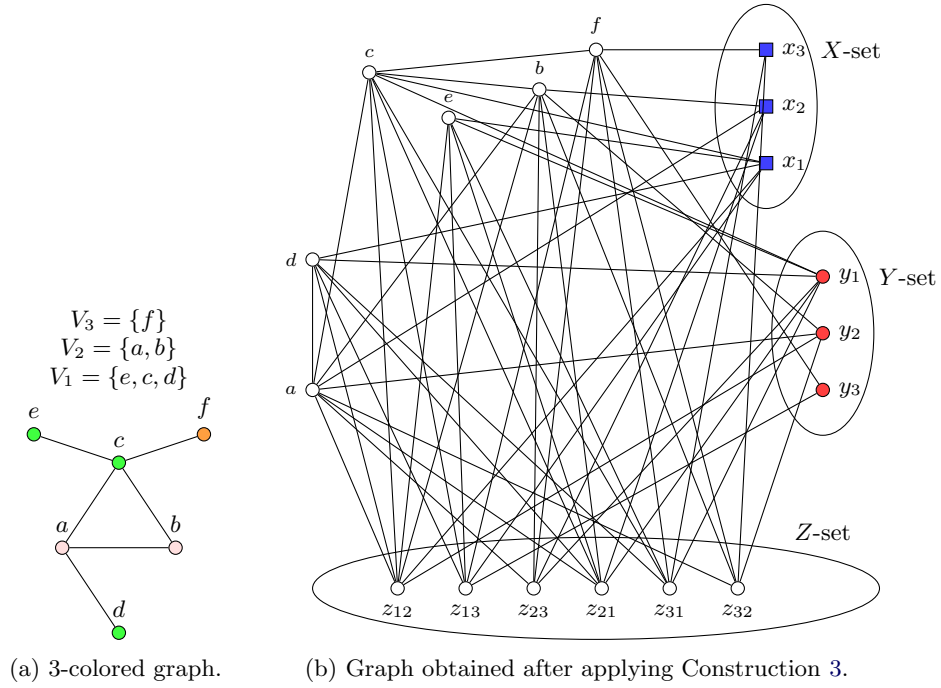 V₃ = {f}
V₂ = {a, b}
V₁ = {e, c, d}
e
f
c
a
b
d
(a) 3-colored graph.
c
f
b
e
d
a
x₃
X-set
x₂
x₁
y₁
Y-set
y₂
y₃
Z-set
z₁₂
z₁₃
z₂₃
z₂₁
z₃₁
z₃₂
(b) Graph obtained after applying Construction 3.